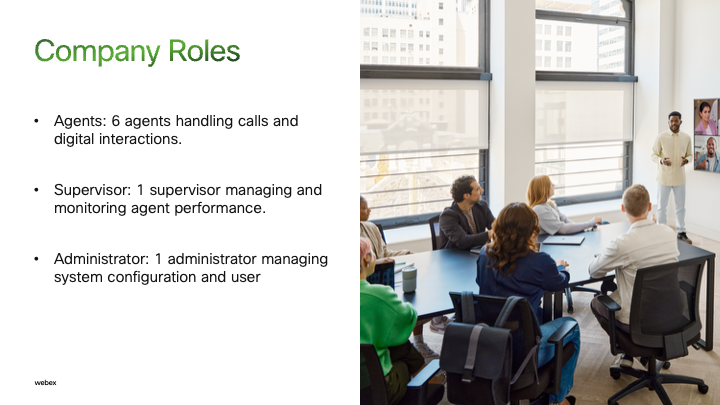 Company Roles
• Agents: 6 agents handling calls and
digital interactions.
• Supervisor: 1 supervisor managing and
monitoring agent performance.
• Administrator: 1 administrator managing
system configuration and user
webex